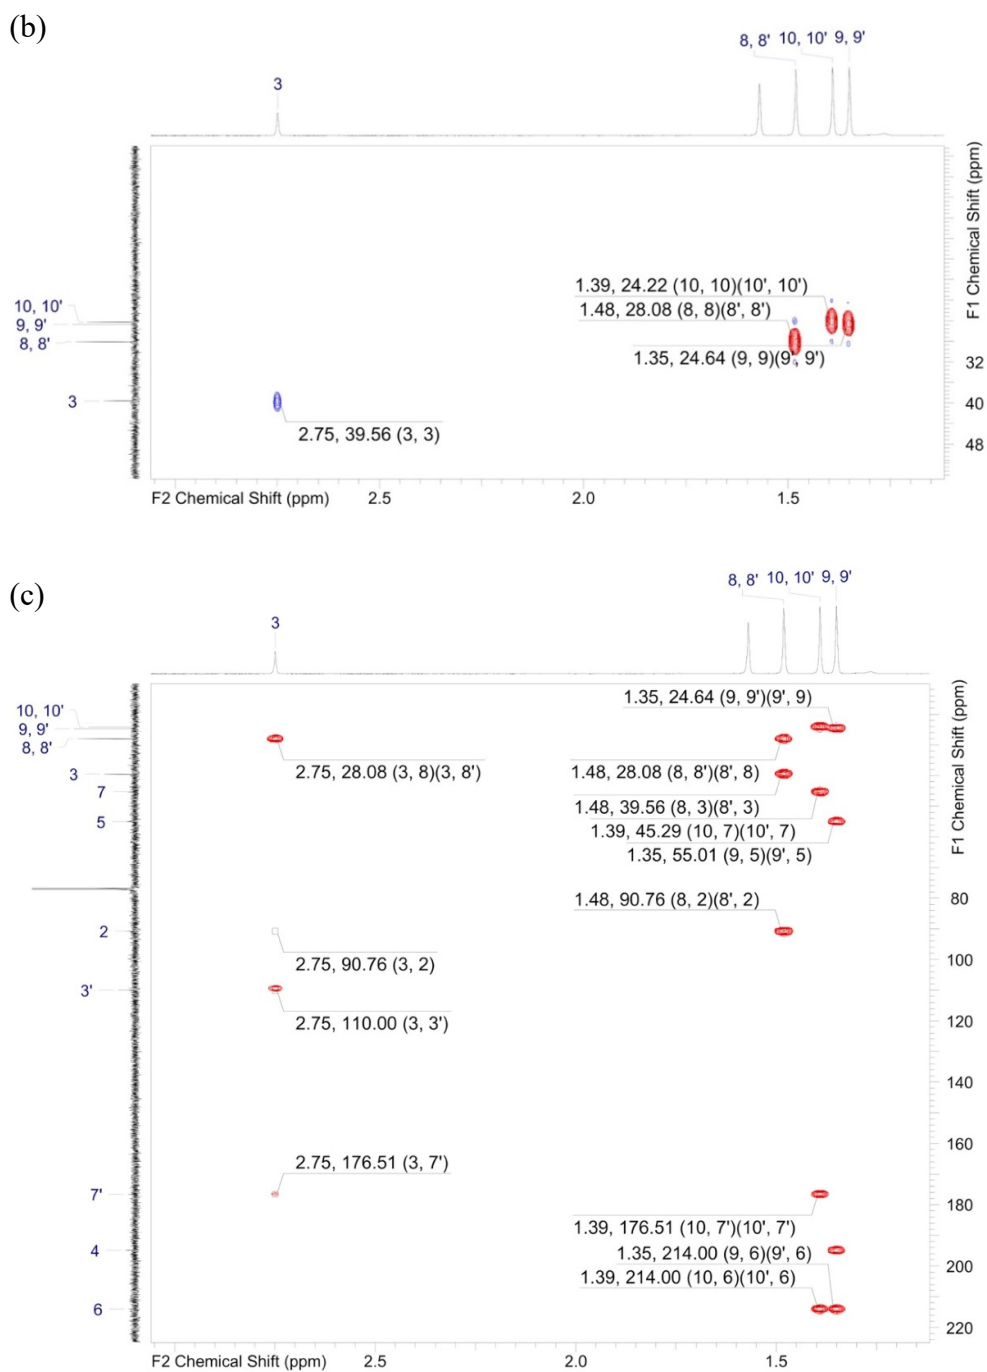 (b)
8, 8' 10, 10' 9, 9'
3
10, 10'
9, 9'
8, 8'
3
1.39, 24.22 (10, 10)(10', 10')
1.48, 28.08 (8, 8)(8', 8')
1.35, 24.64 (9, 9)(9', 9')
2.75, 39.56 (3, 3)
32
40
48
F1 Chemical Shift (ppm)
F2 Chemical Shift (ppm) 2.5 2.0 1.5
(c)
8, 8' 10, 10' 9, 9'
3
10, 10'
9, 9'
8, 8'
3
7
5
2
3'
7'
4
6
1.35, 24.64 (9, 9')(9', 9)
2.75, 28.08 (3, 8)(3, 8')
1.48, 28.08 (8, 8')(8', 8)
1.48, 39.56 (8, 3)(8', 3)
1.39, 45.29 (10, 7)(10', 7)
1.35, 55.01 (9, 5)(9', 5)
1.48, 90.76 (8, 2)(8', 2)
2.75, 90.76 (3, 2)
2.75, 110.00 (3, 3')
2.75, 176.51 (3, 7')
1.39, 176.51 (10, 7')(10', 7')
1.35, 214.00 (9, 6)(9', 6)
1.39, 214.00 (10, 6)(10', 6)
80
100
120
140
160
180
200
220
F1 Chemical Shift (ppm)
F2 Chemical Shift (ppm) 2.5 2.0 1.5